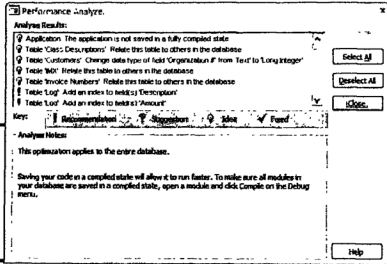 Performance Analyze.
Analyas Results:
Application The application is not saved in a fully compiled state
Table 'Class Descriptions' Relate this table to others in the database
Table 'Customers' Change data type of field 'Organization #' from 'Text' to 'Long Integer'
Table Relate this table to others in the database
Table 'Invoice Numbers' Relate this table to others in the database
Table 'Log' Add an index to field(s) 'Description'
Table 'Log' Add an index to field(s) 'Amount'
Select All
Deselect All
Close
Key: Recommendation Suggestion Idea Fixed
Analysis Notes:
This optimization applies to the entire database.
Saving your code in a compiled state will allow it to run faster. To make sure all modules in
your database are saved in a compiled state, open a module and click Compile on the Debug
menu.
Help